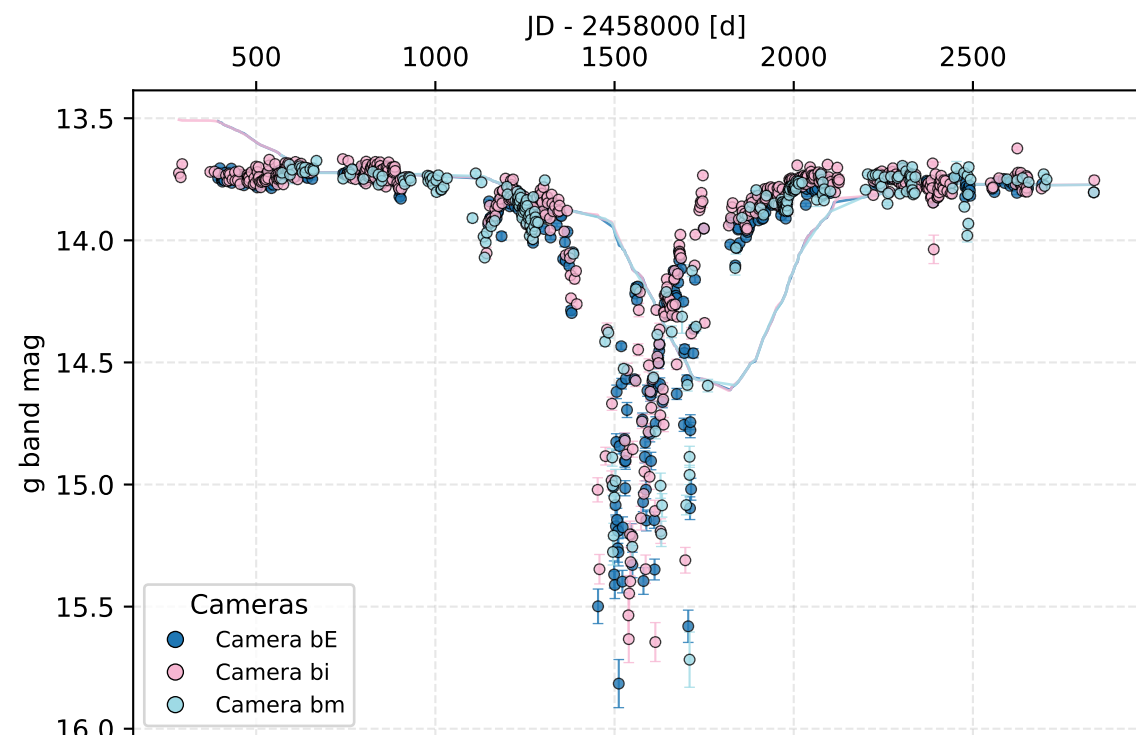 JD - 2458000 [d]
500 1000 1500 2000 2500
g band mag
13.5
14.0
14.5
15.0
15.5
16.0
Cameras
Camera bE
Camera bi
Camera bm